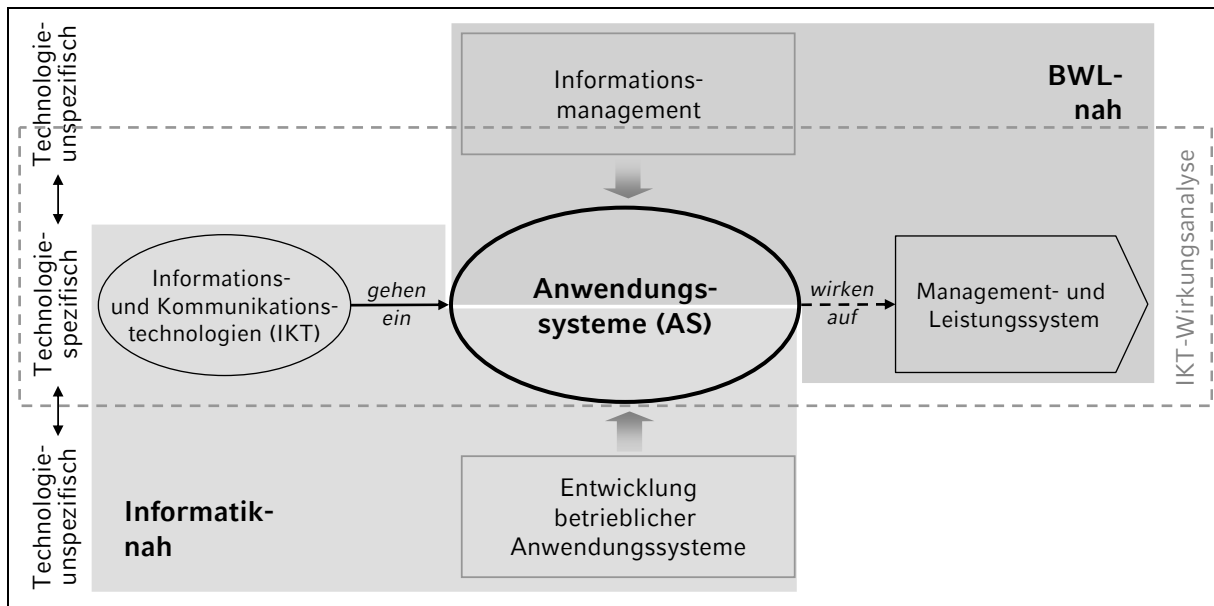 Technologie-
unspezifisch
Informations-
management
BWL-
nah
Technologie-
spezifisch
Informations-
und Kommunikations-
technologien (IKT)
gehen
ein
Anwendungs-
systeme (AS)
wirken
auf
Management- und
Leistungssystem
IKT-Wirkungsanalyse
Technologie-
unspezifisch
Informatik-
nah
Entwicklung
betrieblicher
Anwendungssysteme